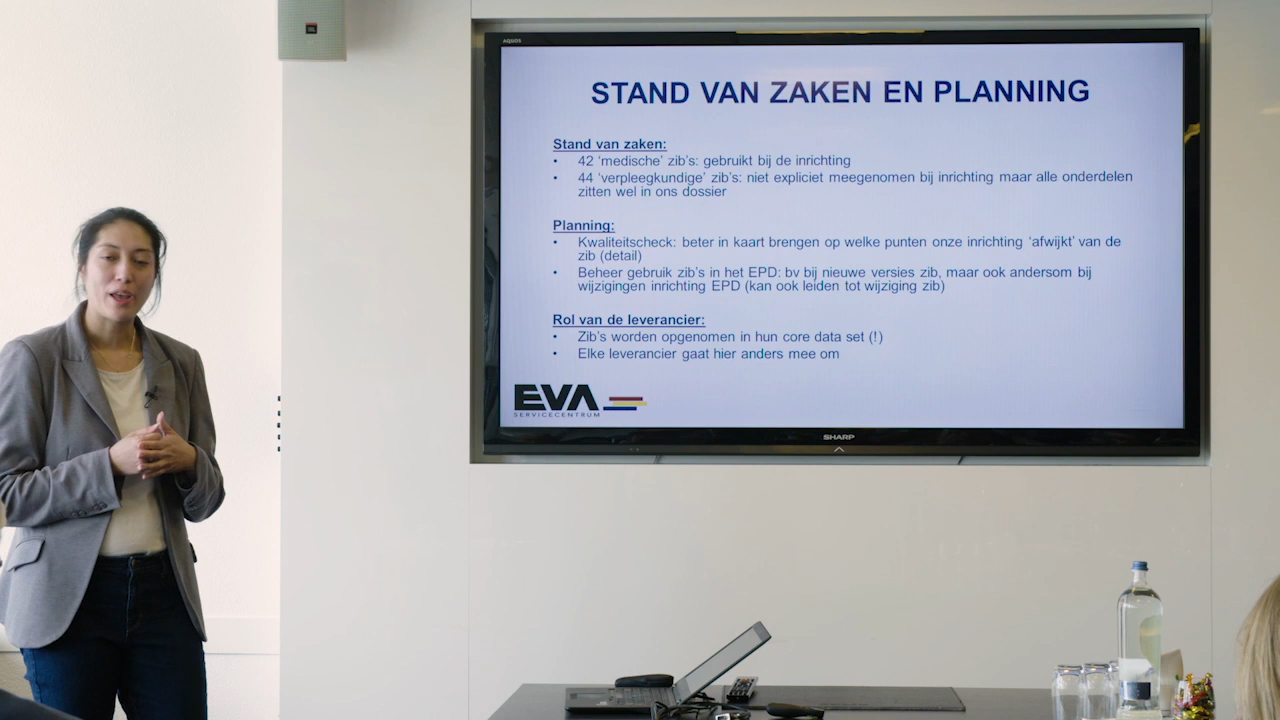 JBL
AQUOS
STAND VAN ZAKEN EN PLANNING
Stand van zaken:
• 42 ‘medische’ zib’s: gebruikt bij de inrichting
• 44 ‘verpleegkundige’ zib’s: niet expliciet meegenomen bij inrichting maar alle onderdelen
zitten wel in ons dossier
Planning:
• Kwaliteitscheck: beter in kaart brengen op welke punten onze inrichting ‘afwijkt’ van de
zib (detail)
• Beheer gebruik zib’s in het EPD: bv bij nieuwe versies zib, maar ook andersom bij
wijzigingen inrichting EPD (kan ook leiden tot wijziging zib)
Rol van de leverancier:
• Zib’s worden opgenomen in hun core data set (!)
• Elke leverancier gaat hier anders mee om
EVA
SERVICECENTRUM
SHARP